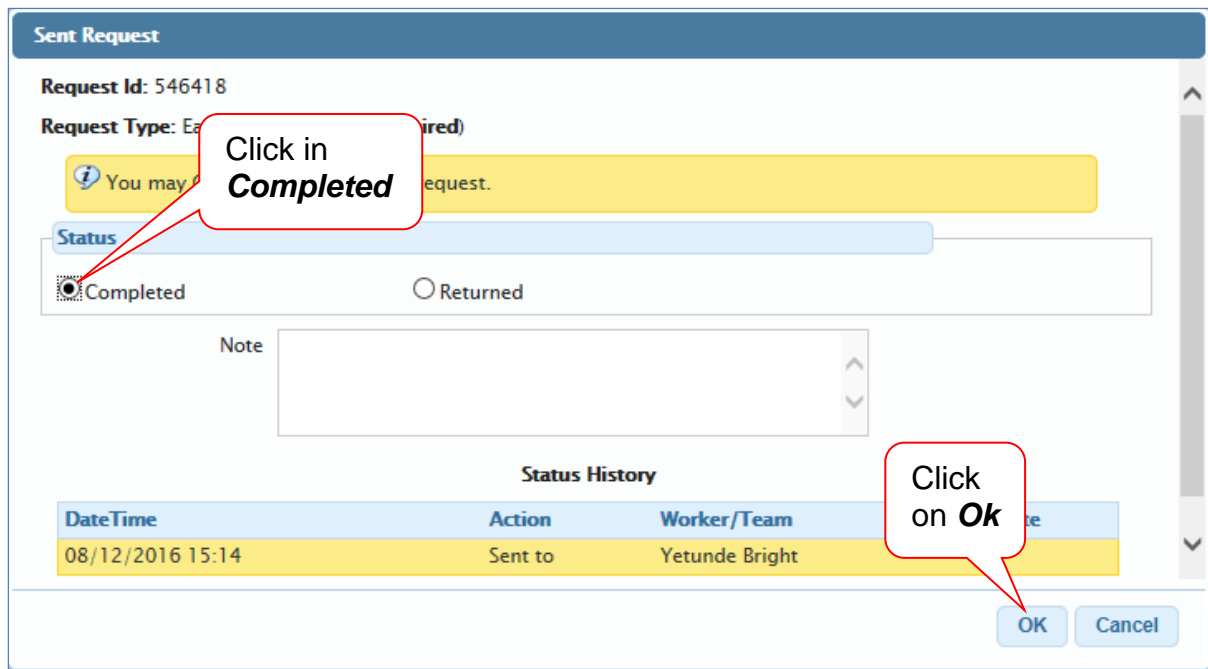 Sent Request
Request Id: 546418
Request Type: Ea ired)
Click in
Completed
You may equest.
Status
Completed Returned
Note
Status History
Click
on Ok
DateTime Action Worker/Team te
08/12/2016 15:14 Sent to Yetunde Bright
OK Cancel